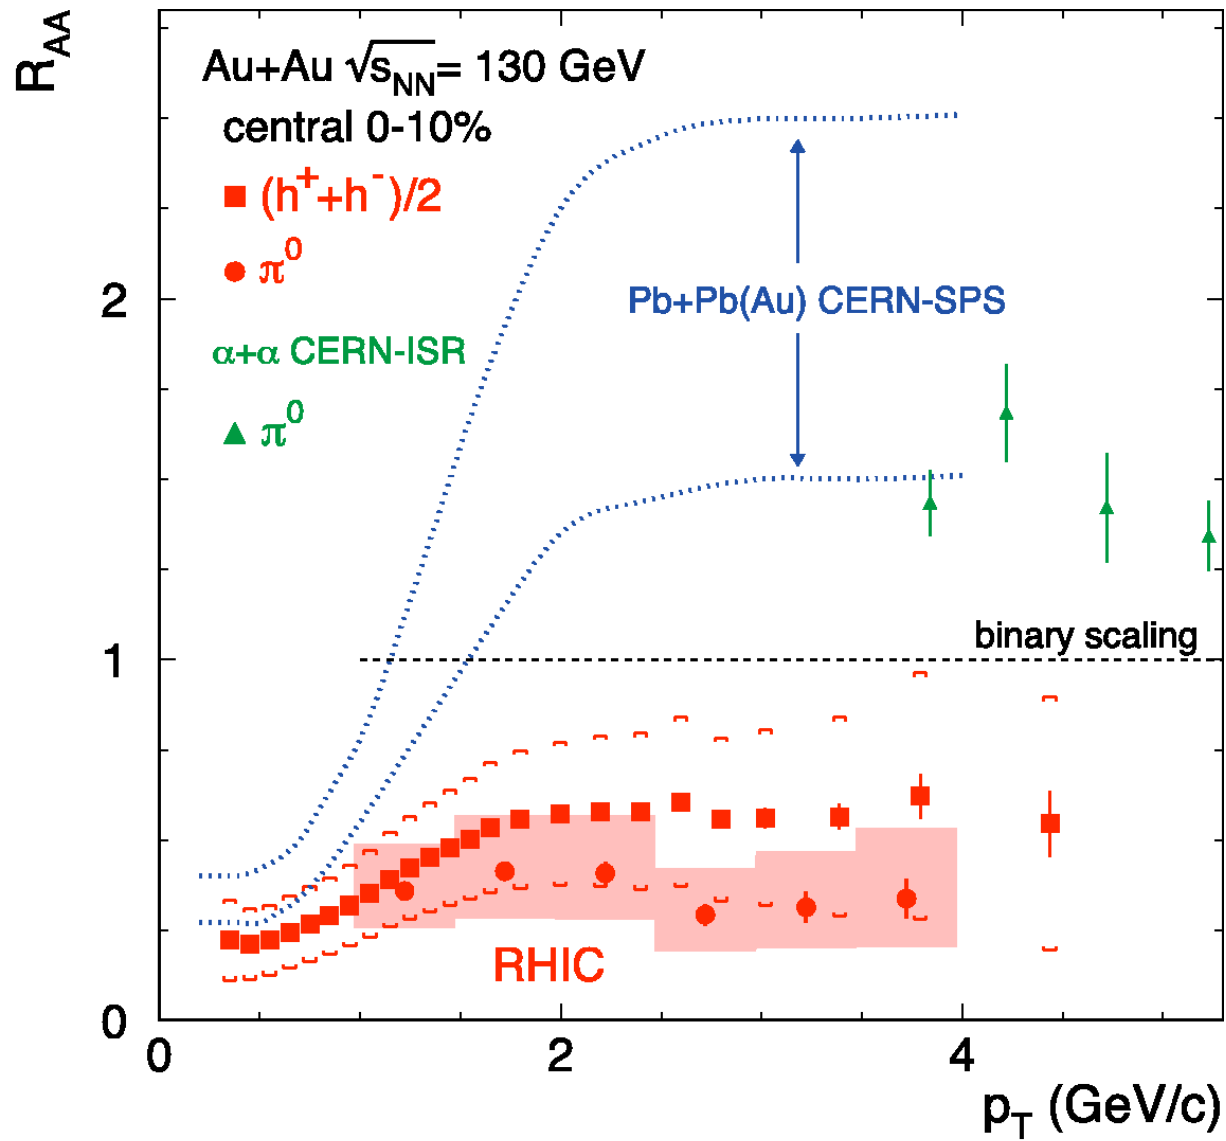 R_AA
Au+Au √s_NN= 130 GeV
central 0-10%
(h⁺+h⁻)/2
π⁰
α+α CERN-ISR
π⁰
Pb+Pb(Au) CERN-SPS
binary scaling
RHIC
2
1
0
0 2 4
p_T (GeV/c)